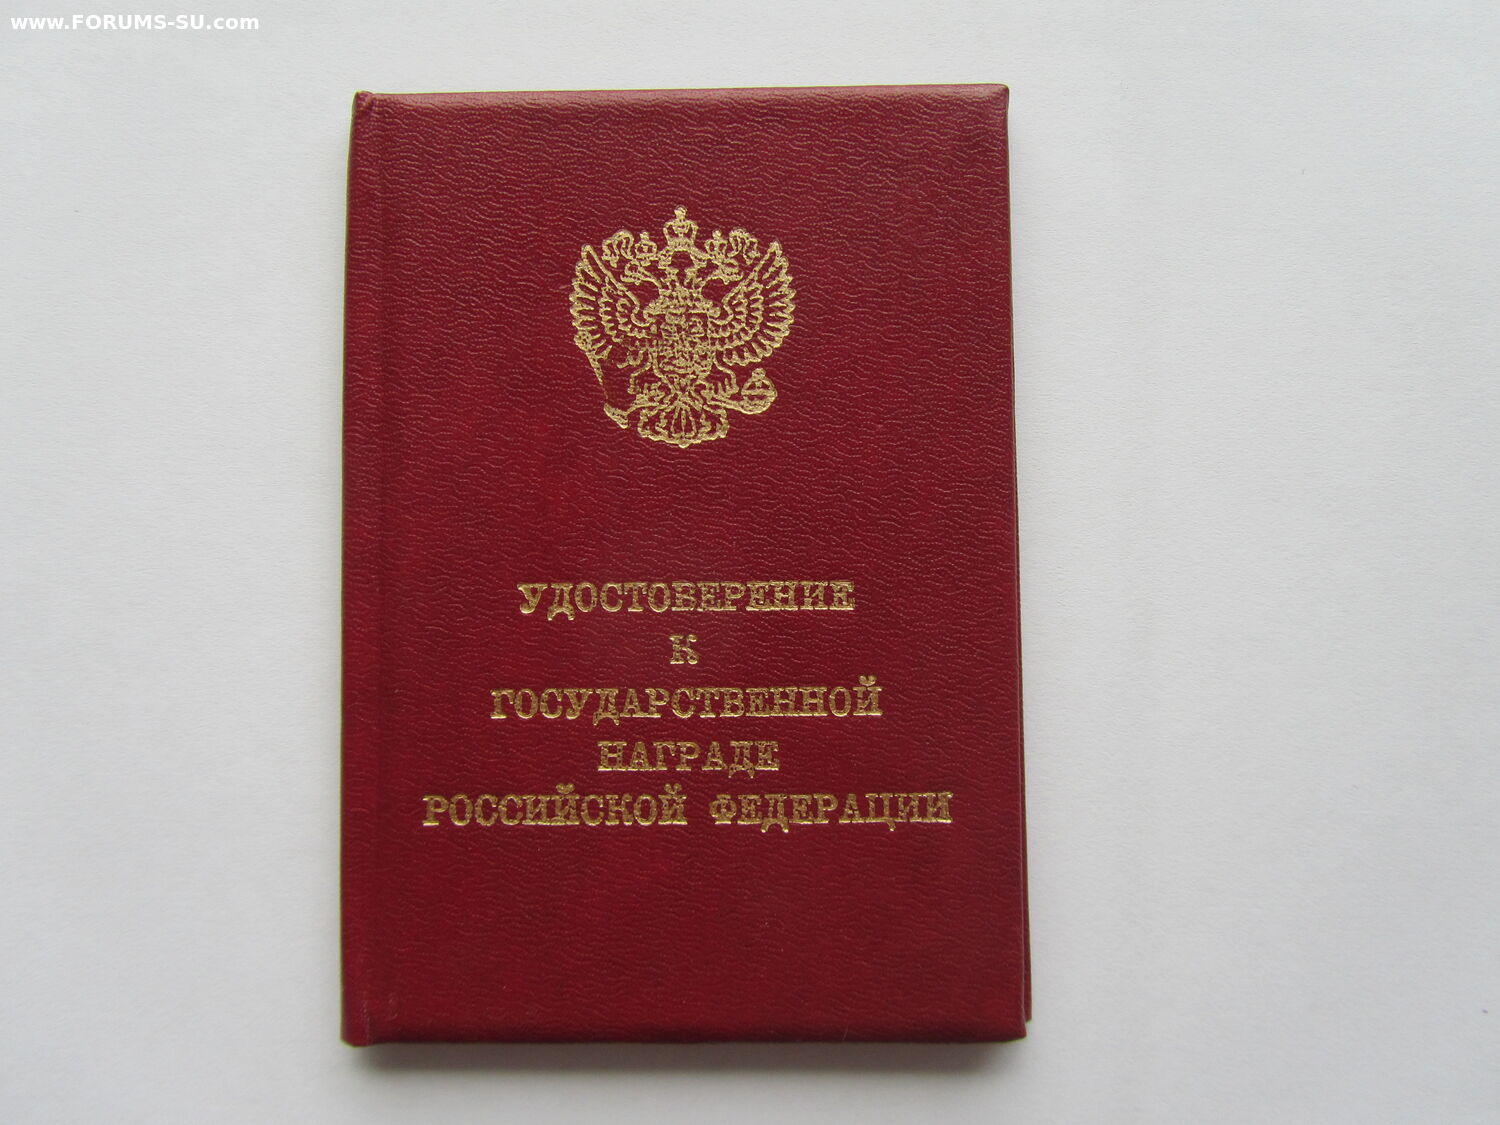 www.FORUMS-SU.com
УДОСТОВЕРЕНИЕ
К
ГОСУДАРСТВЕННОЙ
НАГРАДЕ
РОССИЙСКОЙ ФЕДЕРАЦИИ